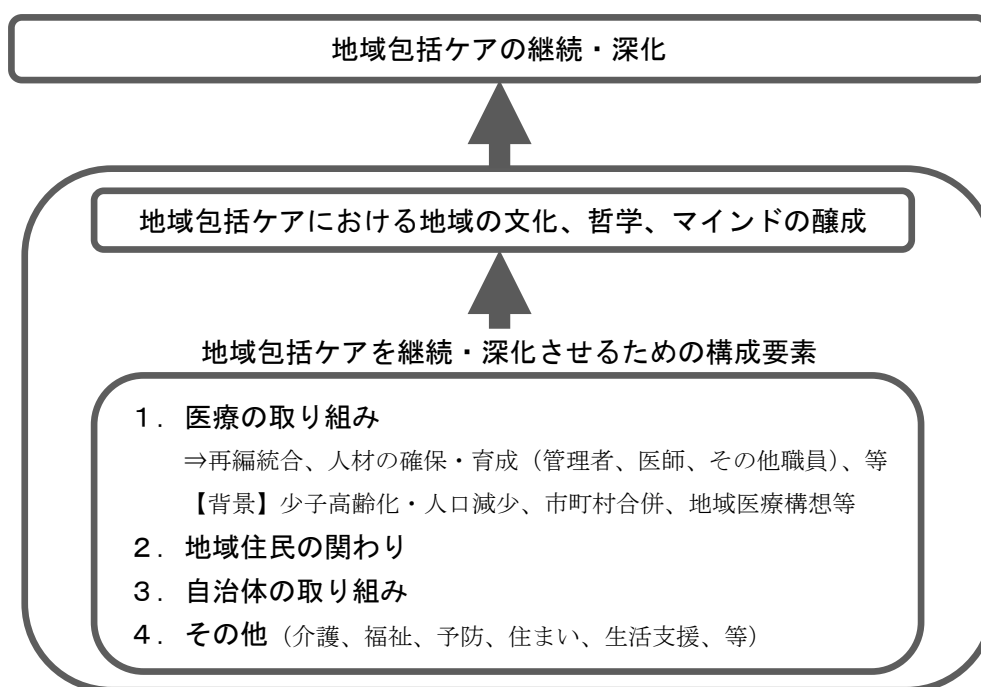 地域包括ケアの継続・深化
地域包括ケアにおける地域の文化、哲学、マインドの醸成
地域包括ケアを継続・深化させるための構成要素
１．医療の取り組み
⇒再編統合、人材の確保・育成（管理者、医師、その他職員）、等
【背景】少子高齢化・人口減少、市町村合併、地域医療構想等
２．地域住民の関わり
３．自治体の取り組み
４．その他（介護、福祉、予防、住まい、生活支援、等）